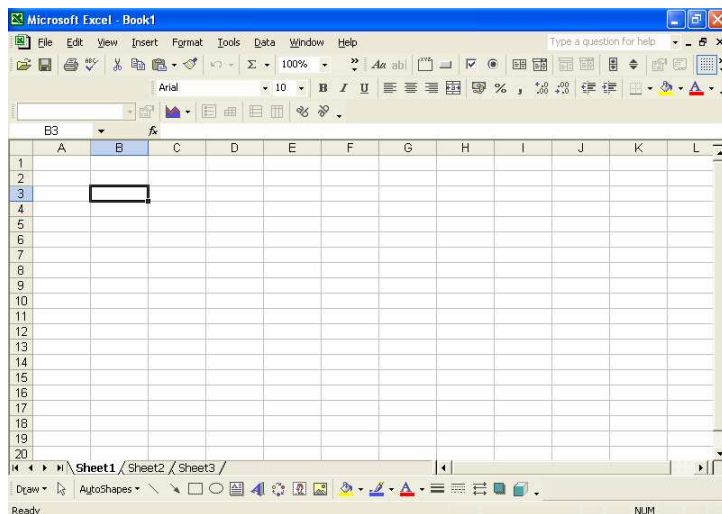 Microsoft Excel - Book1
File Edit View Insert Format Tools Data Window Help Type a question for help
Σ 100% Aa ab|
Arial 10 B I U % ,
B3 fx
A B C D E F G H I J K L
1
2
3
4
5
6
7
8
9
10
11
12
13
14
15
16
17
18
19
20
Sheet1 / Sheet2 / Sheet3 /
Draw AutoShapes A A
Ready NUM